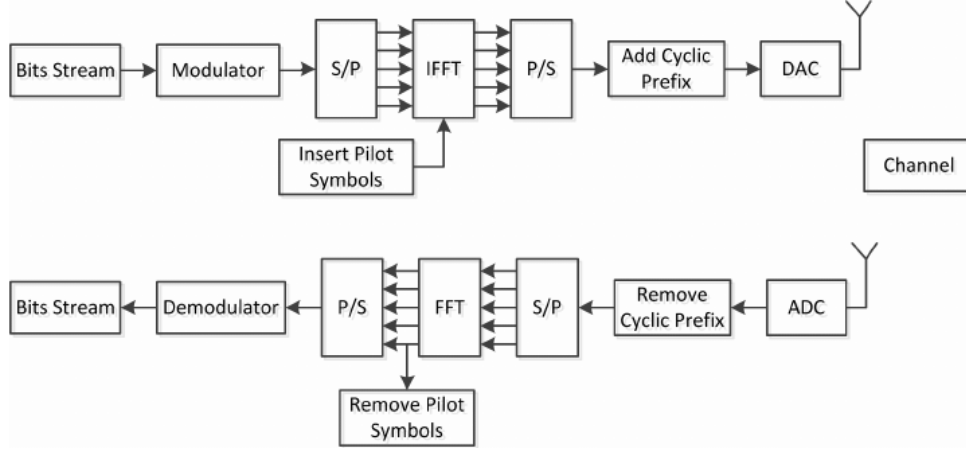 Bits Stream
Modulator
S/P
IFFT
P/S
Add Cyclic
Prefix
DAC
Insert Pilot
Symbols
Channel
Bits Stream
Demodulator
P/S
FFT
S/P
Remove
Cyclic Prefix
ADC
Remove Pilot
Symbols